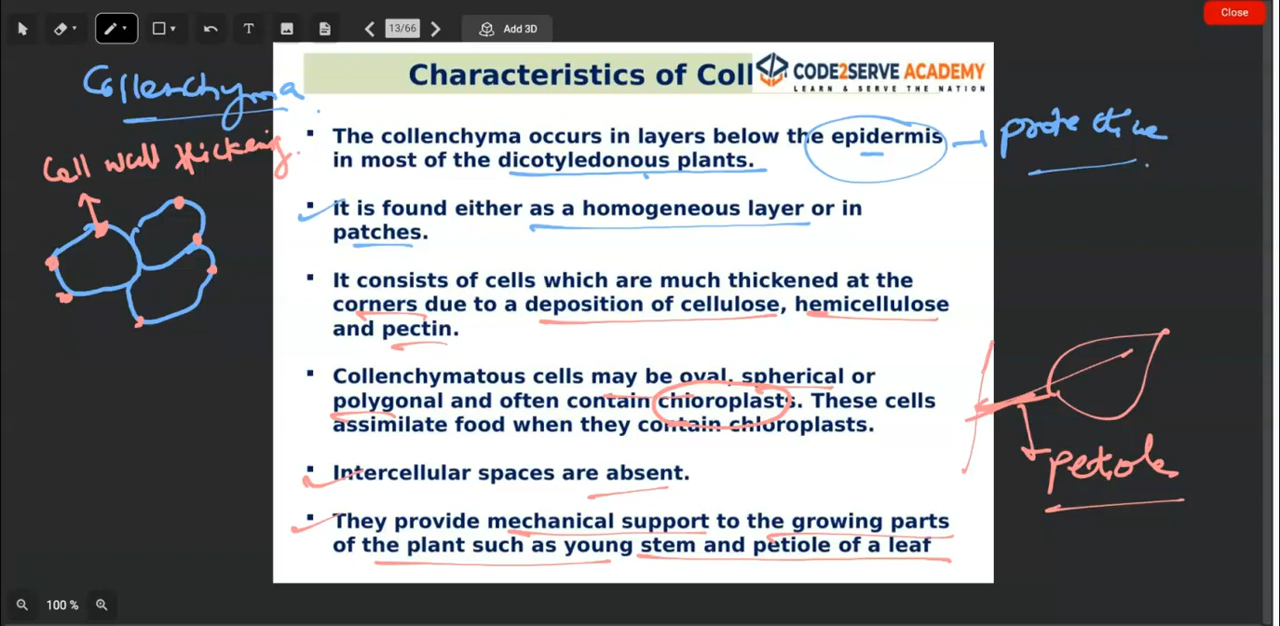 Close
13/66
Add 3D
Characteristics of Coll
CODE2SERVE ACADEMY
LEARN & SERVE THE NATION
Collenchyma
Cell wall thickening
▪ The collenchyma occurs in layers below the epidermis
in most of the dicotyledonous plants.
protective
▪ It is found either as a homogeneous layer or in
patches.
▪ It consists of cells which are much thickened at the
corners due to a deposition of cellulose, hemicellulose
and pectin.
▪ Collenchymatous cells may be oval, spherical or
polygonal and often contain chloroplasts. These cells
assimilate food when they contain chloroplasts.
▪ Intercellular spaces are absent.
petiole
▪ They provide mechanical support to the growing parts
of the plant such as young stem and petiole of a leaf
100 %